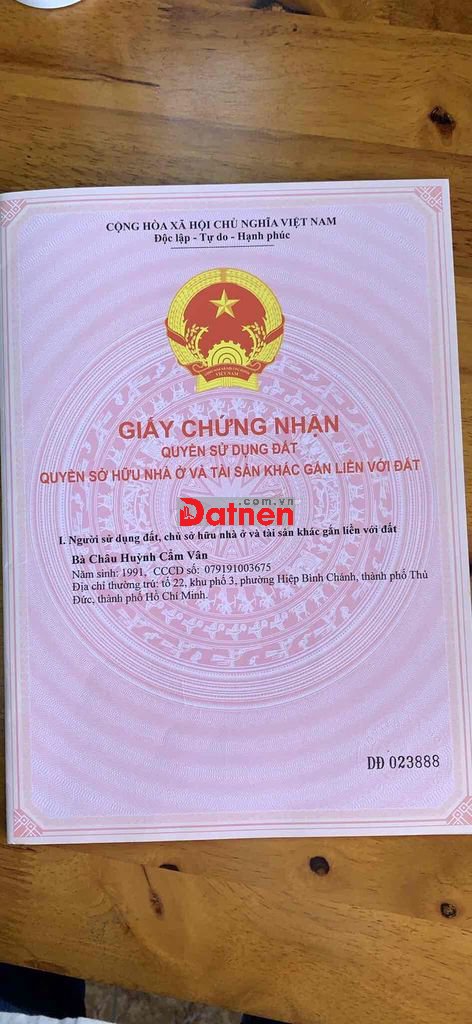 CỘNG HÒA XÃ HỘI CHỦ NGHĨA VIỆT NAM
Độc lập - Tự do - Hạnh phúc
VIỆT NAM
GIẤY CHỨNG NHẬN
QUYỀN SỬ DỤNG ĐẤT
QUYỀN SỞ HỮU NHÀ Ở VÀ TÀI SẢN KHÁC GẮN LIỀN VỚI ĐẤT
.com.vn
Datnen
I. Người sử dụng đất, chủ sở hữu nhà ở và tài sản khác gắn liền với đất
Bà Châu Huỳnh Cẩm Vân
Năm sinh: 1991, CCCD số: 079191003675
Địa chỉ thường trú: tổ 22, khu phố 3, phường Hiệp Bình Chánh, thành phố Thủ
Đức, thành phố Hồ Chí Minh.
DĐ 023888